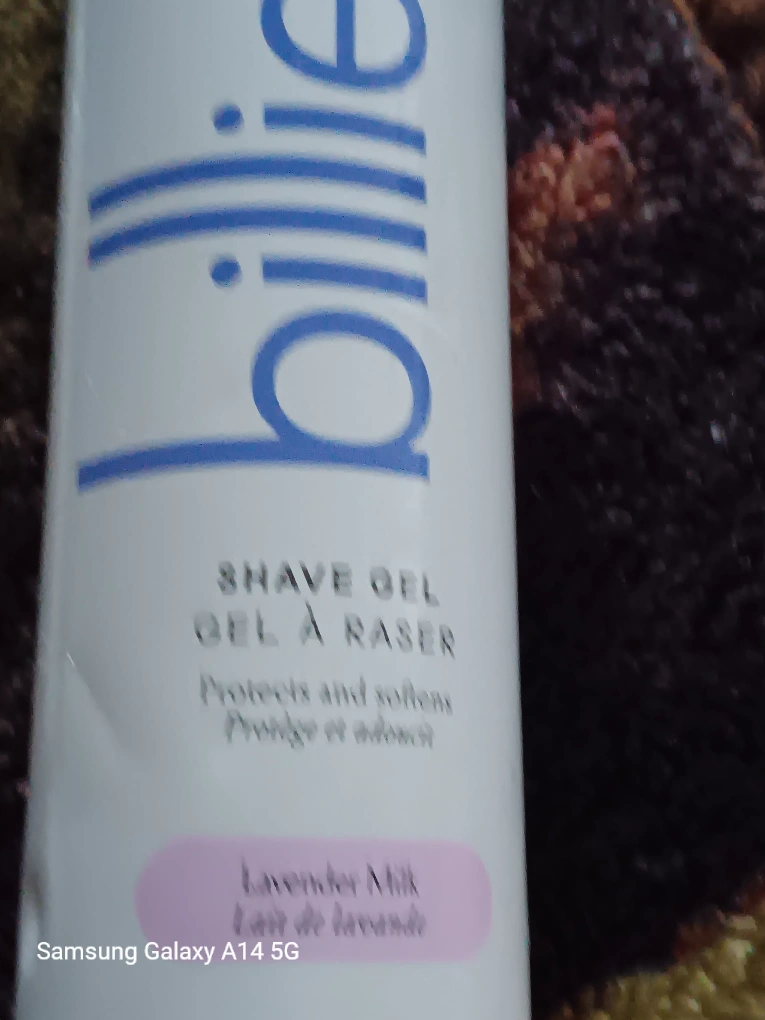 billie
SHAVE GEL
GEL À RASER
Protects and softens
Protège et adoucit
Lavender Milk
Lait de lavande
Samsung Galaxy A14 5G